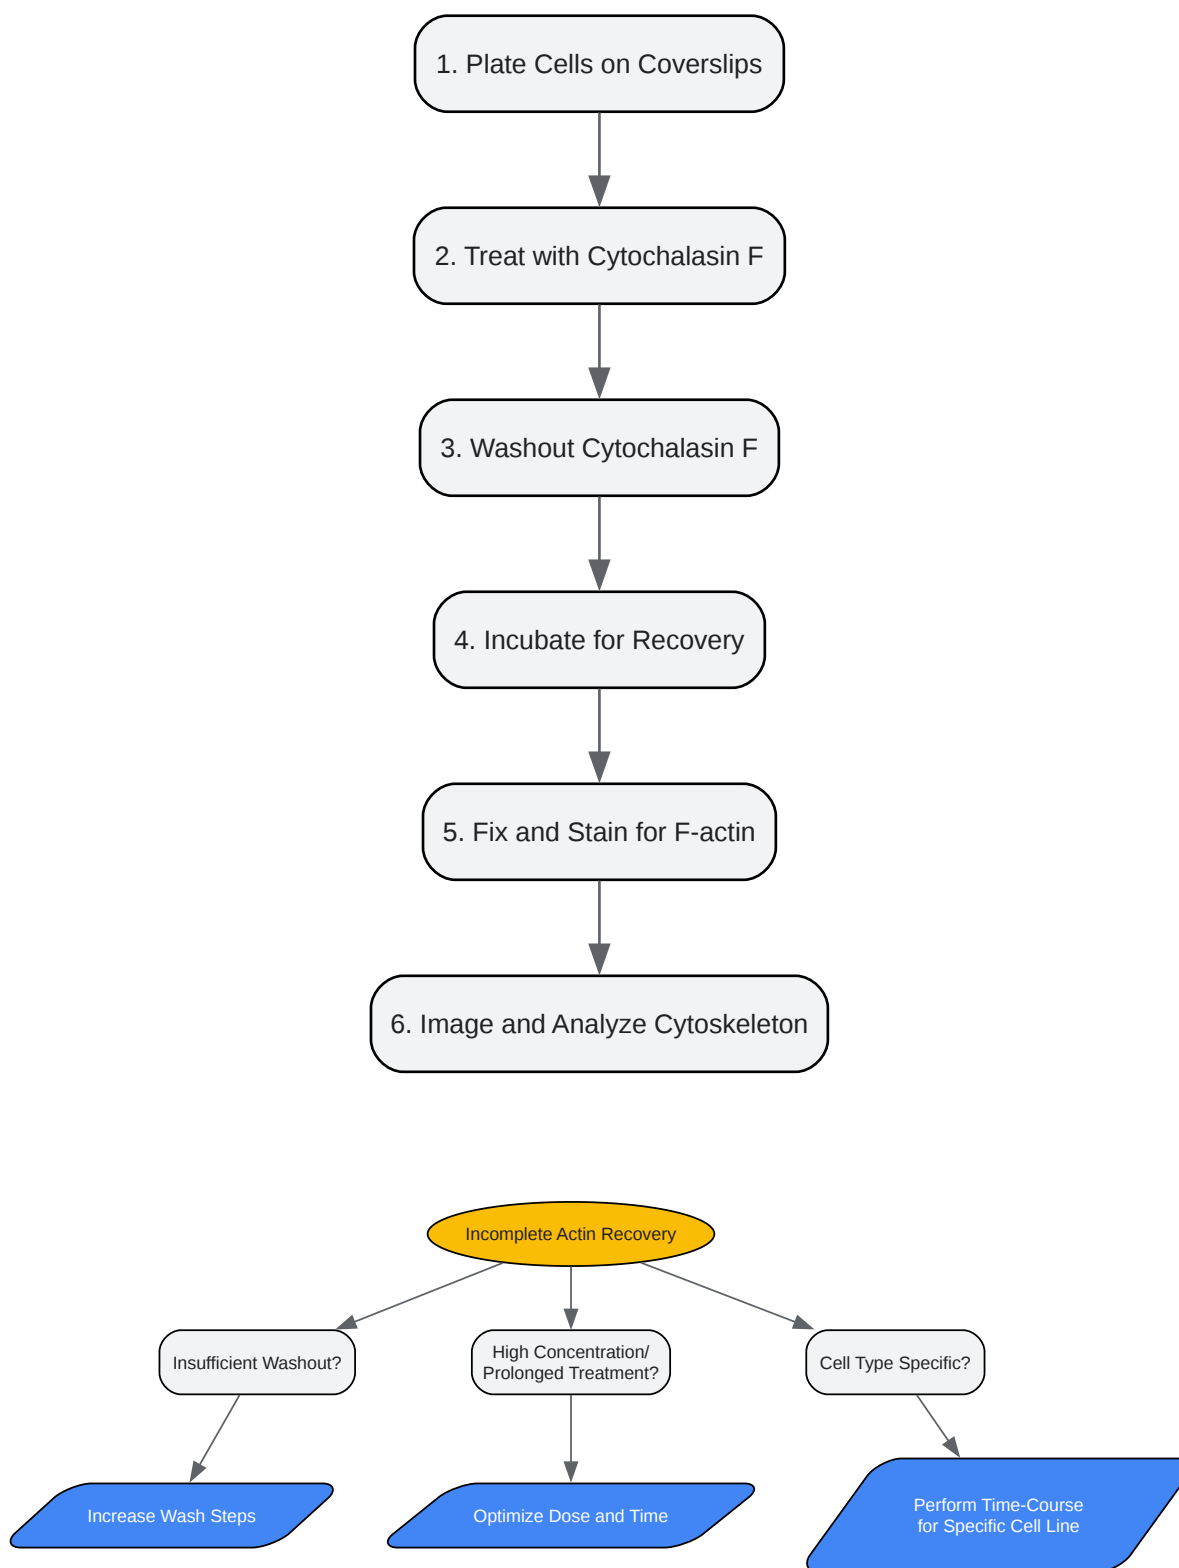 1. Plate Cells on Coverslips
2. Treat with Cytochalasin F
3. Washout Cytochalasin F
4. Incubate for Recovery
5. Fix and Stain for F-actin
6. Image and Analyze Cytoskeleton
Incomplete Actin Recovery
Insufficient Washout?
High Concentration/
Prolonged Treatment?
Cell Type Specific?
Increase Wash Steps
Optimize Dose and Time
Perform Time-Course
for Specific Cell Line